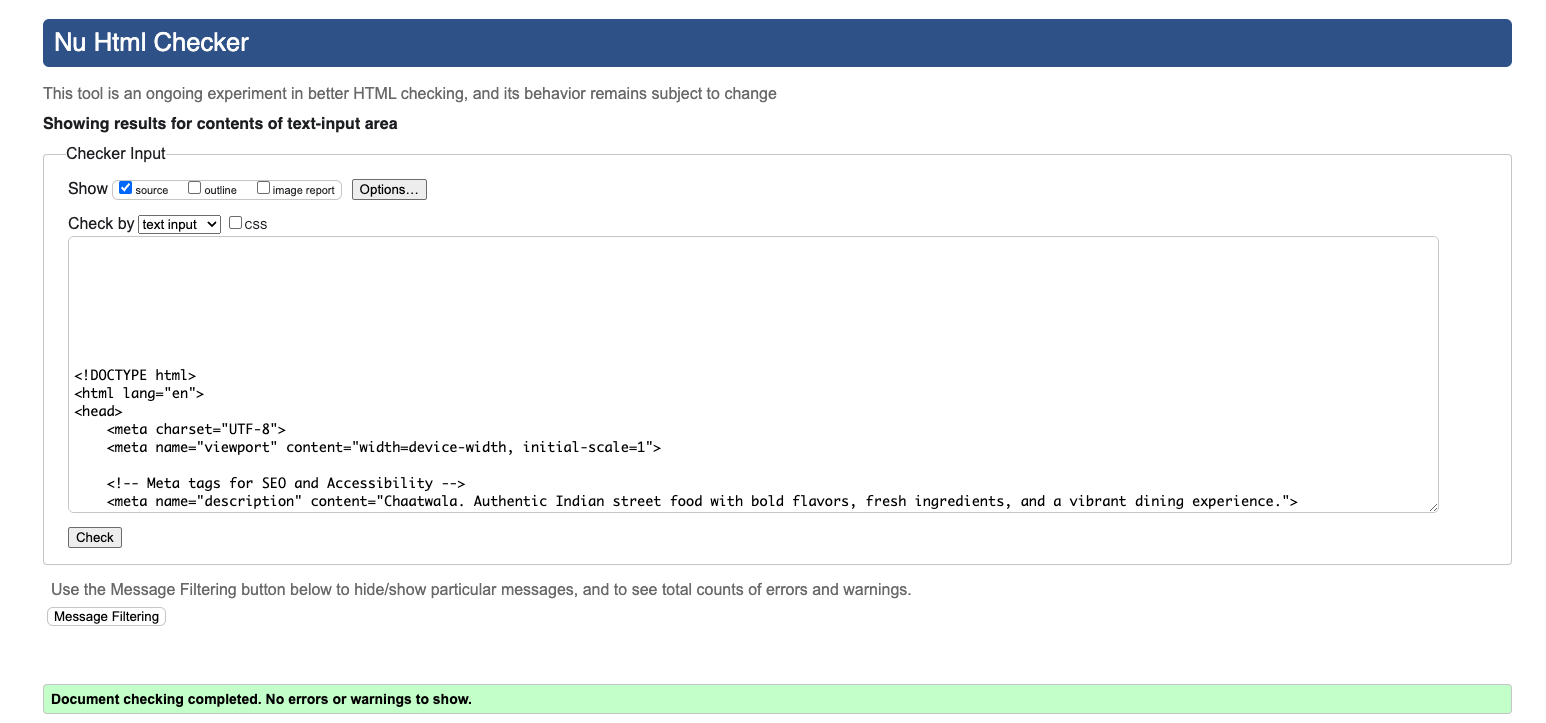 Nu Html Checker
This tool is an ongoing experiment in better HTML checking, and its behavior remains subject to change
Showing results for contents of text-input area
Checker Input
Show source outline image report Options...
Check by text input CSS
<!DOCTYPE html>
<html lang="en">
<head>
    <meta charset="UTF-8">
    <meta name="viewport" content="width=device-width, initial-scale=1">
    <!-- Meta tags for SEO and Accessibility -->
    <meta name="description" content="Chaatwala. Authentic Indian street food with bold flavors, fresh ingredients, and a vibrant dining experience.">
Check
Use the Message Filtering button below to hide/show particular messages, and to see total counts of errors and warnings.
Message Filtering
Document checking completed. No errors or warnings to show.